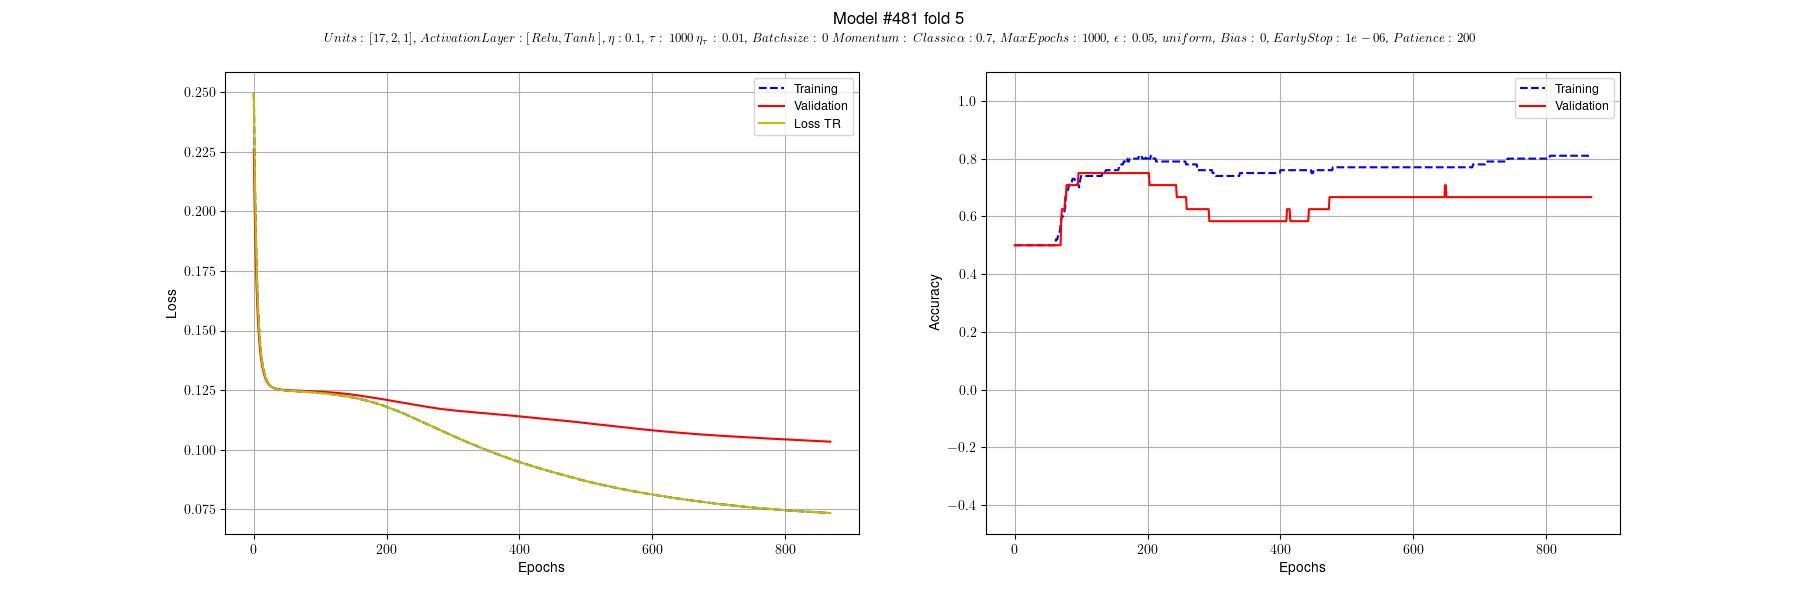 Model #481 fold 5
Units : [17, 2, 1], ActivationLayer : [Relu, Tanh], η : 0.1, τ : 1000 ητ : 0.01, Batchsize : 0 Momentum : Classicα : 0.7, MaxEpochs : 1000, ϵ : 0.05, uniform, Bias : 0, EarlyStop : 1e − 06, Patience : 200
0.250
0.225
0.200
0.175
0.150
0.125
0.100
0.075
Loss
0 200 400 600 800
Epochs
Training
Validation
Loss TR
1.0
0.8
0.6
0.4
0.2
0.0
−0.2
−0.4
Accuracy
0 200 400 600 800
Epochs
Training
Validation